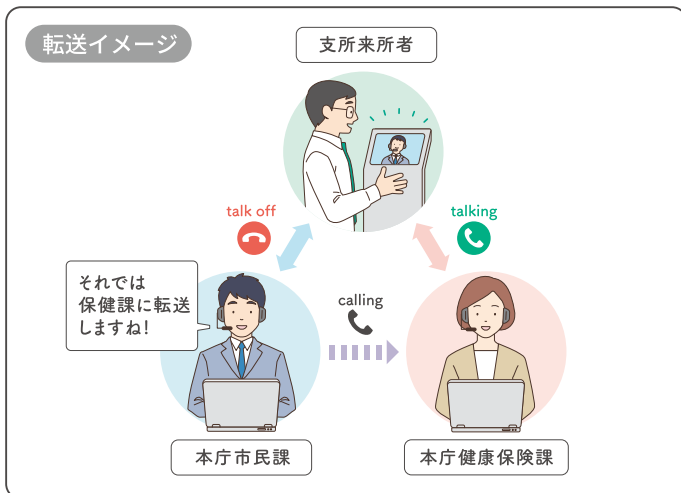 転送イメージ
支所来所者
talk off
talking
それでは
保健課に転送
しますね!
calling
本庁市民課
本庁健康保険課